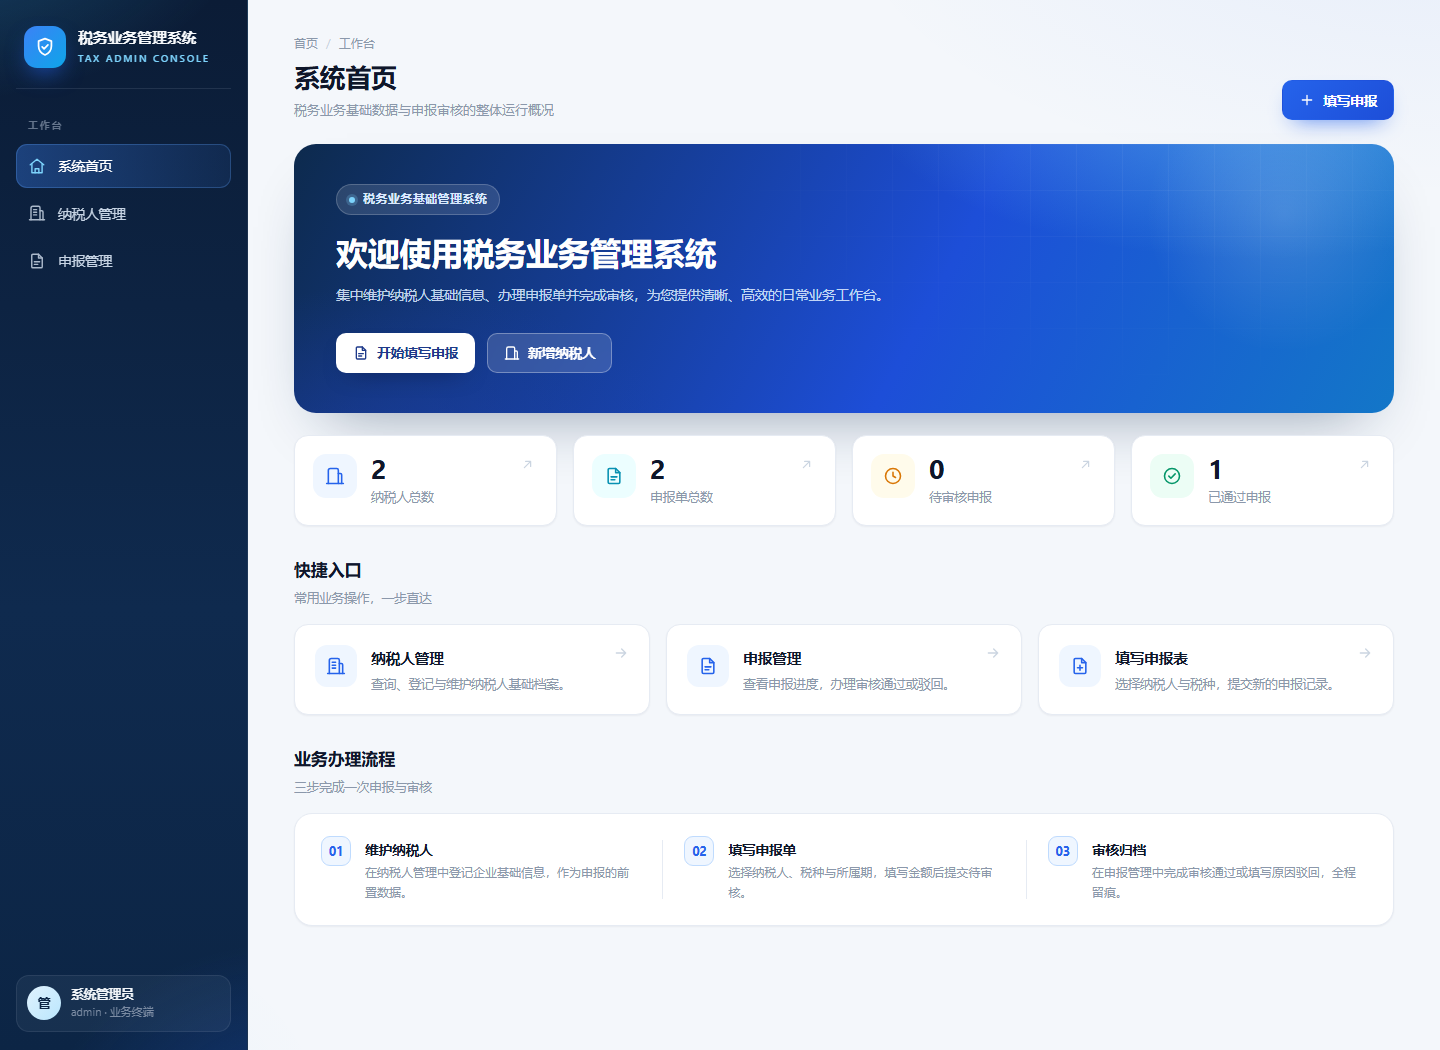 税务业务管理系统
TAX ADMIN CONSOLE
工作台
系统首页
纳税人管理
申报管理
管
系统管理员
admin · 业务终端
首页 / 工作台
系统首页
税务业务基础数据与申报审核的整体运行概况
填写申报
税务业务基础管理系统
欢迎使用税务业务管理系统
集中维护纳税人基础信息、办理申报单并完成审核，为您提供清晰、高效的日常业务工作台。
开始填写申报
新增纳税人
2
纳税人总数
2
申报单总数
0
待审核申报
1
已通过申报
快捷入口
常用业务操作，一步直达
纳税人管理
查询、登记与维护纳税人基础档案。
申报管理
查看申报进度，办理审核通过或驳回。
填写申报表
选择纳税人与税种，提交新的申报记录。
业务办理流程
三步完成一次申报与审核
01
维护纳税人
在纳税人管理中登记企业基础信息，作为申报的前
置数据。
02
填写申报单
选择纳税人、税种与所属期，填写金额后提交待审
核。
03
审核归档
在申报管理中完成审核通过或填写原因驳回，全程
留痕。